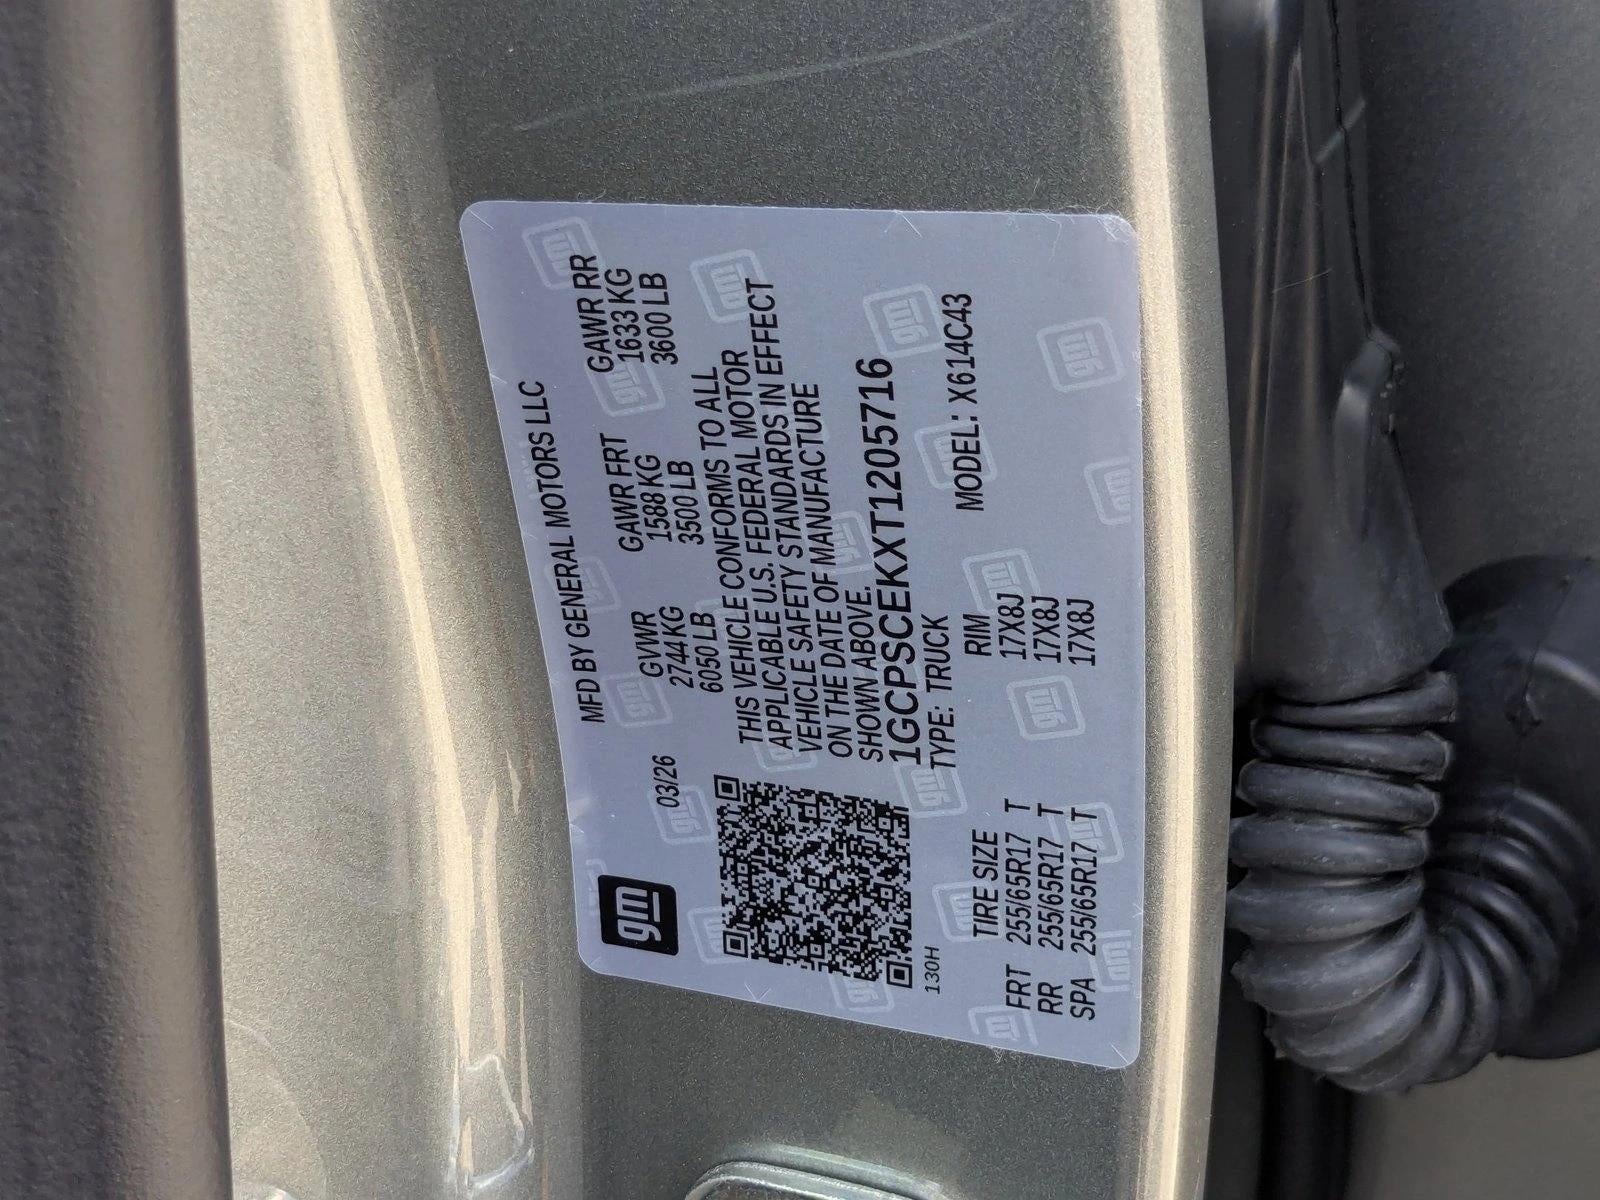 gm
03/26
MFD BY GENERAL MOTORS LLC
GVWR GAWR FRT GAWR RR
2744 KG 1588 KG 1633 KG
6050 LB 3500 LB 3600 LB
THIS VEHICLE CONFORMS TO ALL
APPLICABLE U.S. FEDERAL MOTOR
VEHICLE SAFETY STANDARDS IN EFFECT
ON THE DATE OF MANUFACTURE
SHOWN ABOVE.
1GCPSCEKXT1205716
TYPE: TRUCK MODEL: X614C43
130H
TIRE SIZE RIM
FRT 255/65R17 T 17X8J
RR 255/65R17 T 17X8J
SPA 255/65R17 T 17X8J